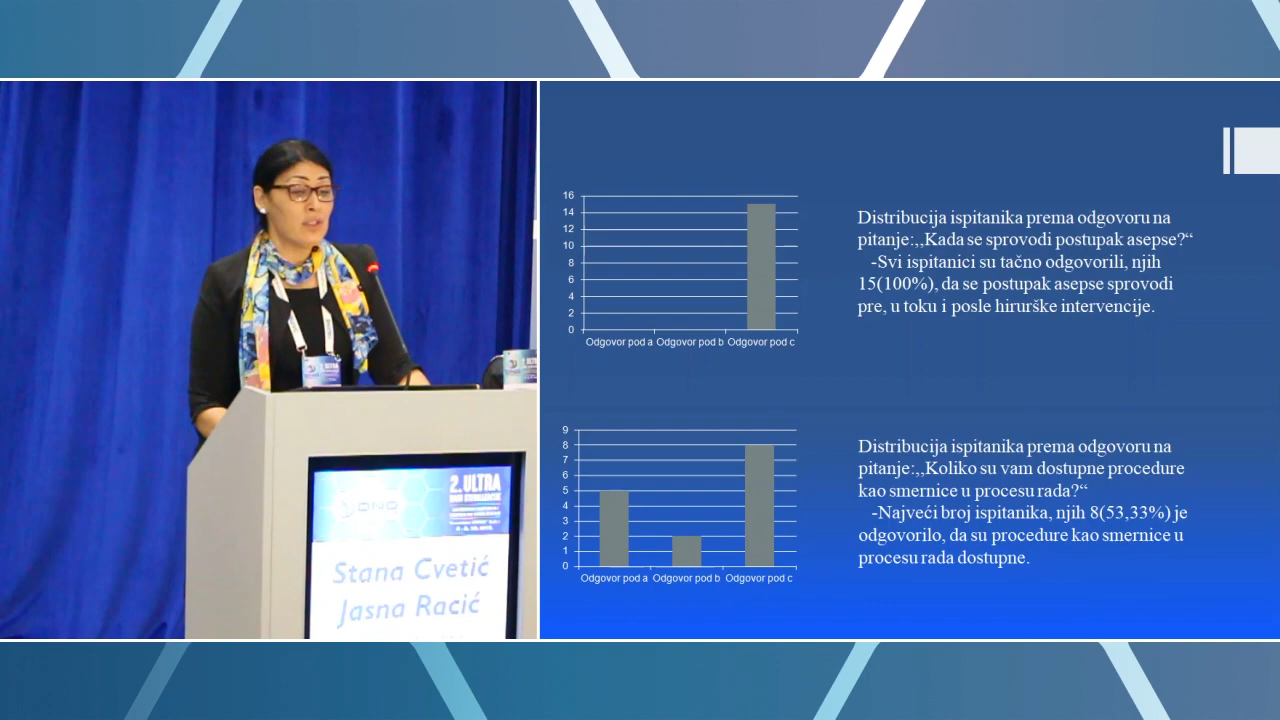 16
14
12
10
8
6
4
2
0
Odgovor pod a Odgovor pod b Odgovor pod c
Distribucija ispitanika prema odgovoru na
pitanje:,,Kada se sprovodi postupak asepse?“
-Svi ispitanici su tačno odgovorili, njih
15(100%), da se postupak asepse sprovodi
pre, u toku i posle hirurške intervencije.
9
8
7
6
5
4
3
2
1
0
Odgovor pod a Odgovor pod b Odgovor pod c
Distribucija ispitanika prema odgovoru na
pitanje:,,Koliko su vam dostupne procedure
kao smernice u procesu rada?“
-Najveći broj ispitanika, njih 8(53,33%) je
odgovorilo, da su procedure kao smernice u
procesu rada dostupne.
2. ULTRA
Stana Cvetić
Jasna Racić